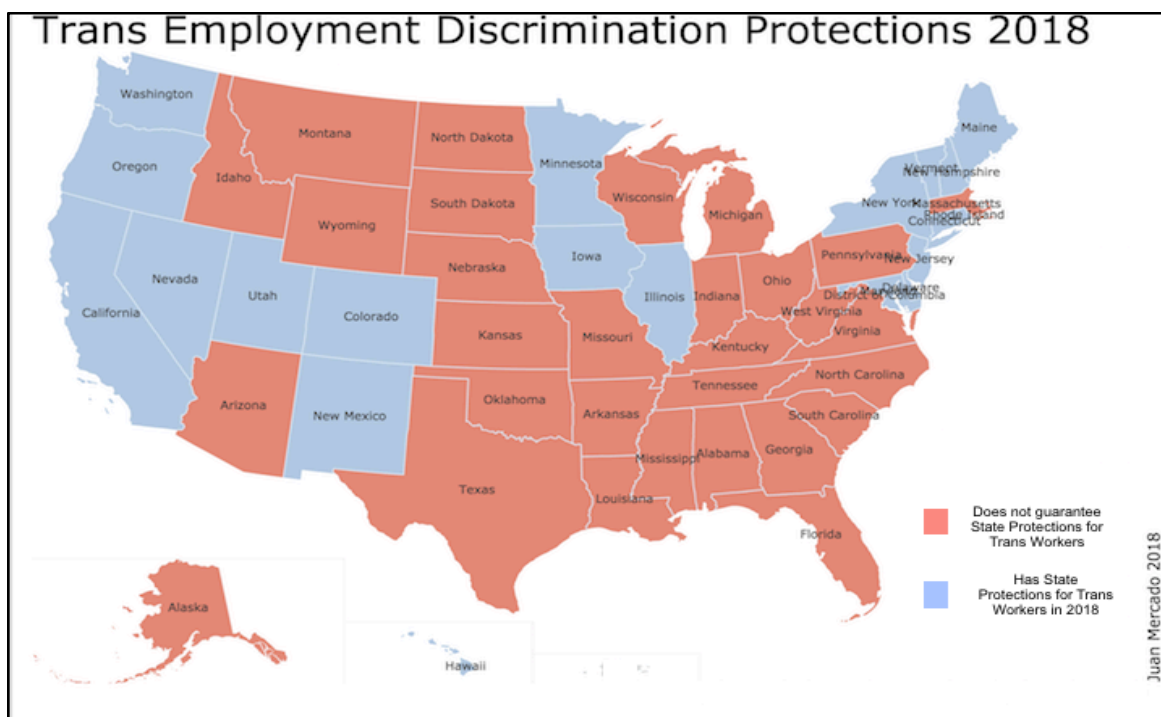 Trans Employment Discrimination Protections 2018
Washington
Oregon
California
Nevada
Idaho
Montana
Wyoming
Utah
Colorado
Arizona
New Mexico
North Dakota
South Dakota
Nebraska
Kansas
Oklahoma
Texas
Minnesota
Iowa
Missouri
Arkansas
Louisiana
Wisconsin
Illinois
Michigan
Indiana
Ohio
Kentucky
Tennessee
Mississippi
Alabama
Georgia
Florida
South Carolina
North Carolina
Virginia
West Virginia
District of Columbia
Maryland
Delaware
Pennsylvania
New Jersey
New York
Connecticut
Rhode Island
Massachusetts
Vermont
New Hampshire
Maine
Alaska
Hawaii
Does not guarantee
State Protections for
Trans Workers
Has State
Protections for Trans
Workers in 2018
Juan Mercado 2018